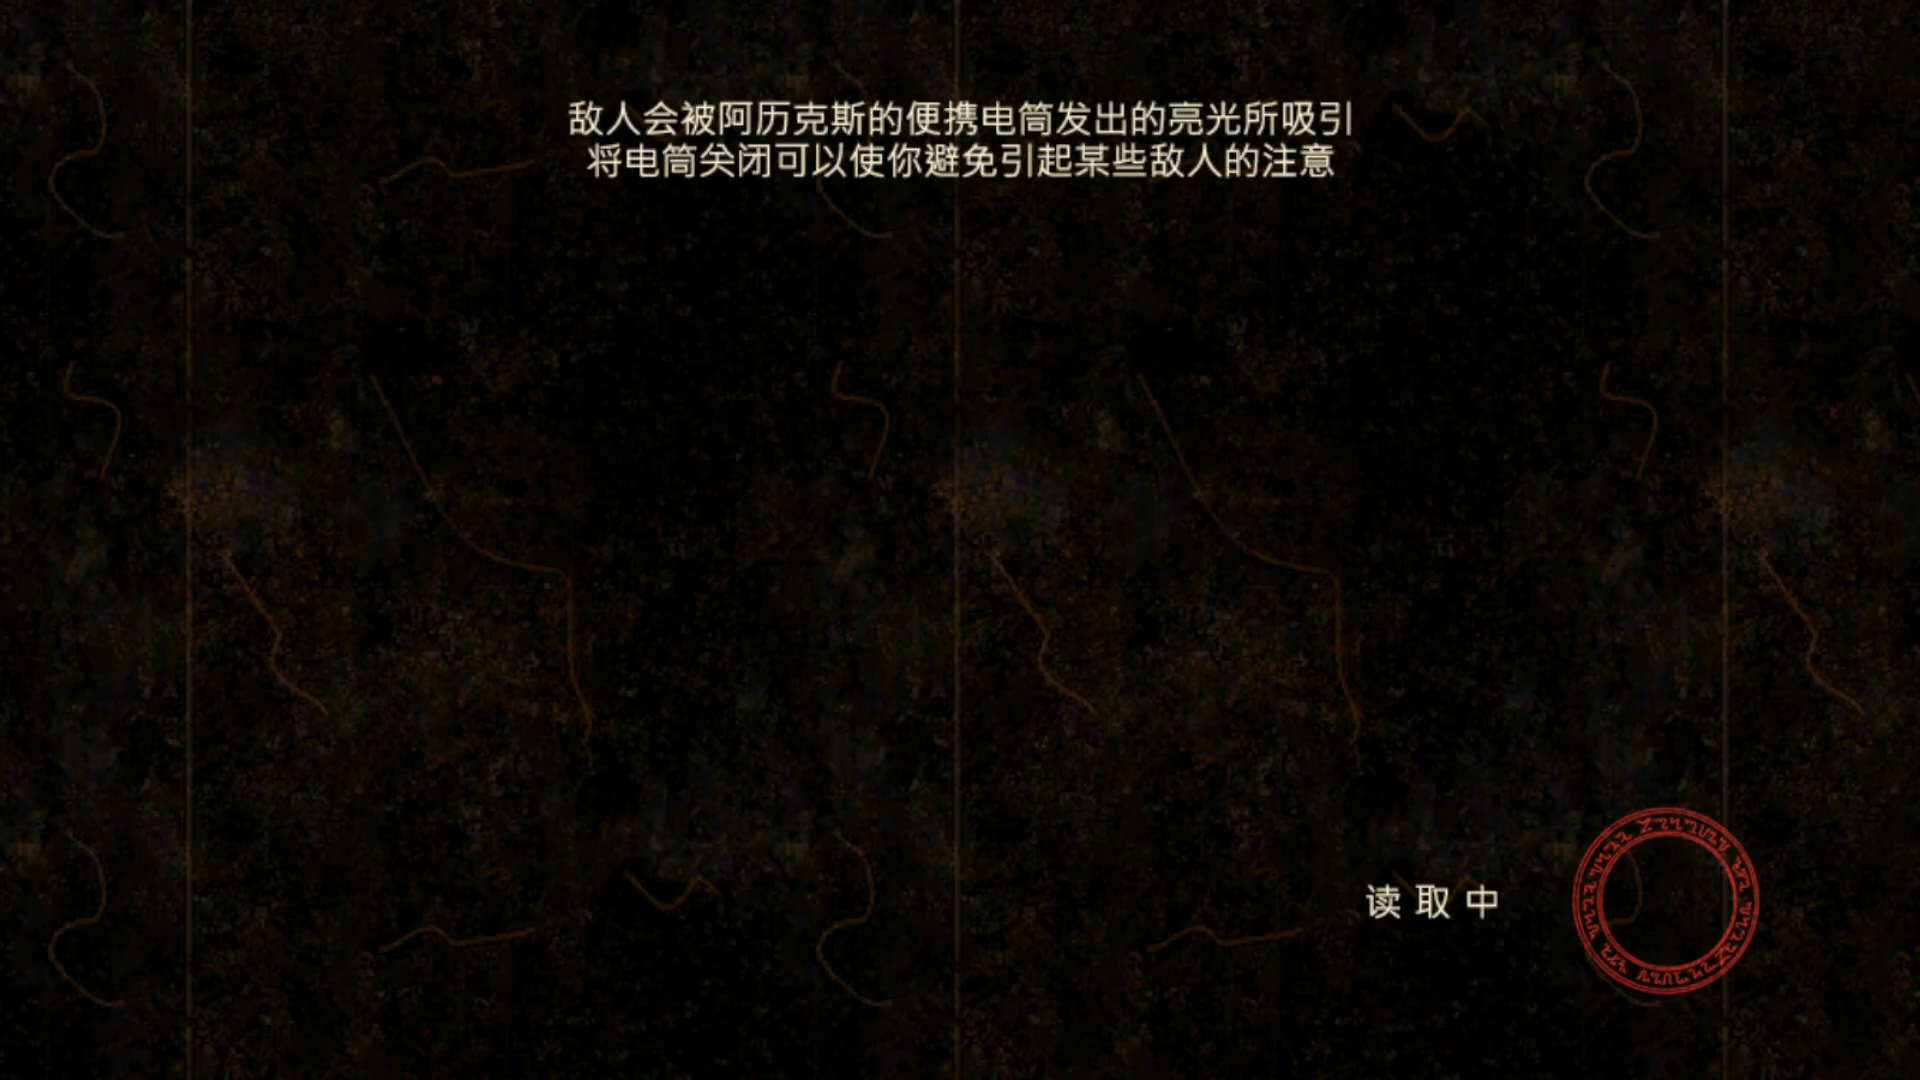 敌人会被阿历克斯的便携电筒发出的亮光所吸引
将电筒关闭可以使你避免引起某些敌人的注意
读取中